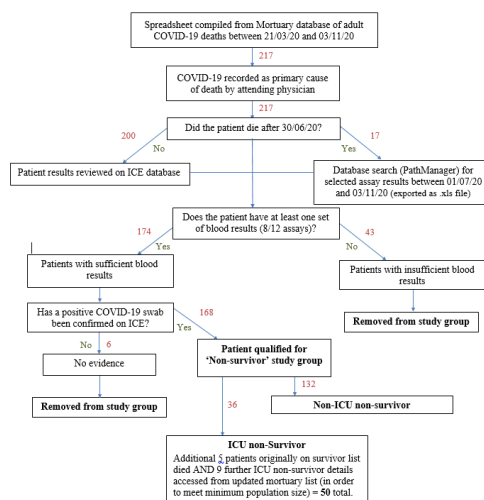 Spreadsheet compiled from Mortuary database of adult
COVID-19 deaths between 21/03/20 and 03/11/20
217
COVID-19 recorded as primary cause
of death by attending physician
217
Did the patient die after 30/06/20?
200
No
17
Yes
Patient results reviewed on ICE database
Database search (PathManager) for
selected assay results between 01/07/20
and 03/11/20 (exported as .xls file)
Does the patient have at least one set
of blood results (8/12 assays)?
174
Yes
43
No
Patients with sufficient blood
results
Patients with insufficient blood
results
Removed from study group
Has a positive COVID-19 swab
been confirmed on ICE?
168
Yes
No
6
No evidence
Removed from study group
Patient qualified for
'Non-survivor' study group
132
Non-ICU non-survivor
36
ICU non-Survivor
Additional 5 patients originally on survivor list
died AND 9 further ICU non-survivor details
accessed from updated mortuary list (in order
to meet minimum population size) = 50 total.